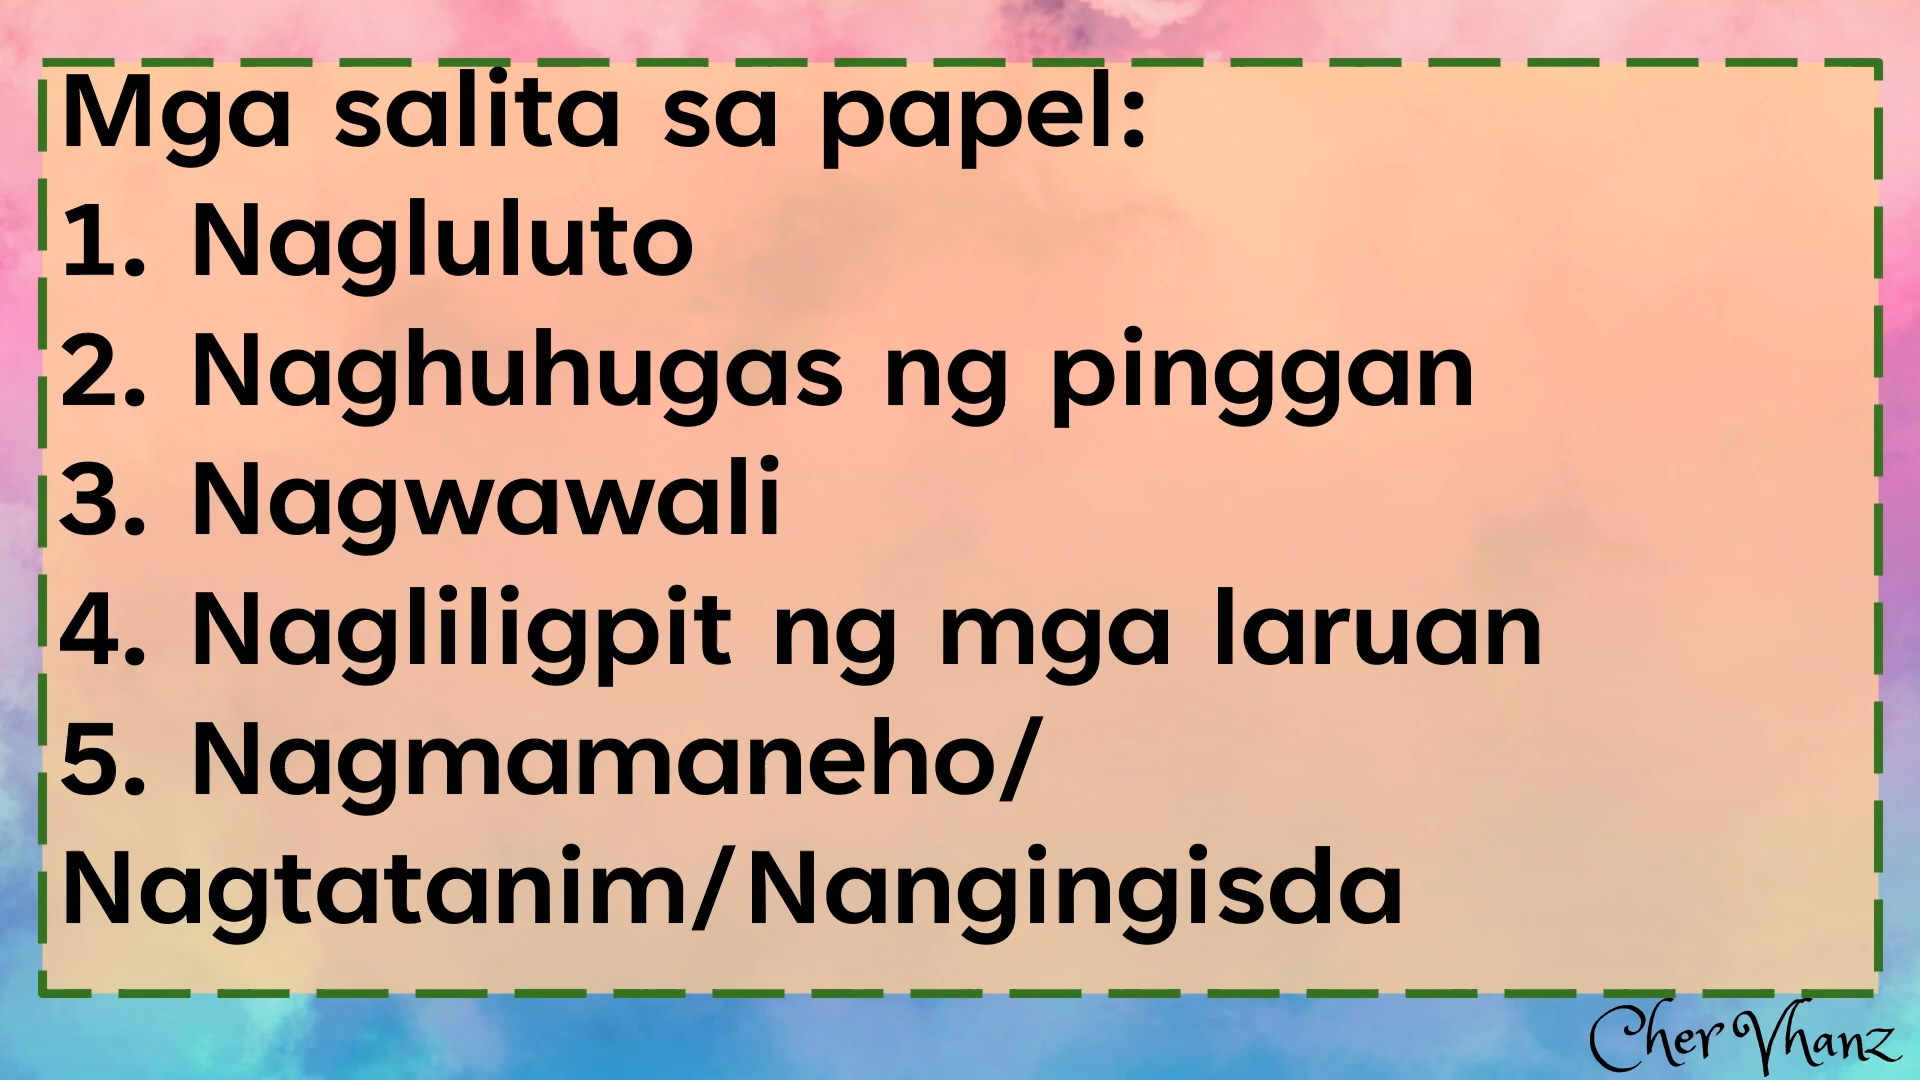 Mga salita sa papel:
1. Nagluluto
2. Naghuhugas ng pinggan
3. Nagwawali
4. Nagliligpit ng mga laruan
5. Nagmamaneho/
Nagtatanim/Nangingisda
Cher Vhanz